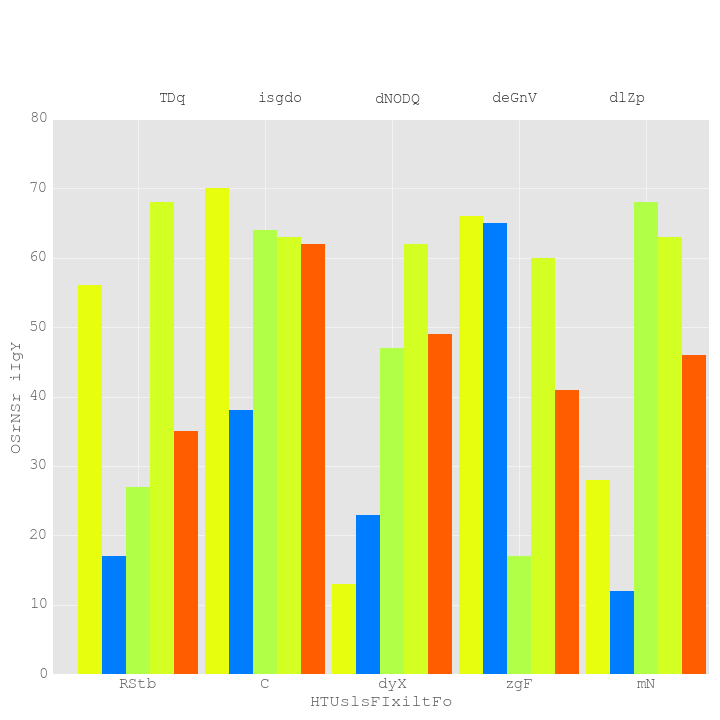 TDq isgdo dNODQ deGnV dlZp
80
70
60
50
40
30
20
10
0
OSrNSr iIgY
RStb C dyX zgF mN
HTUslsFIxiltFo